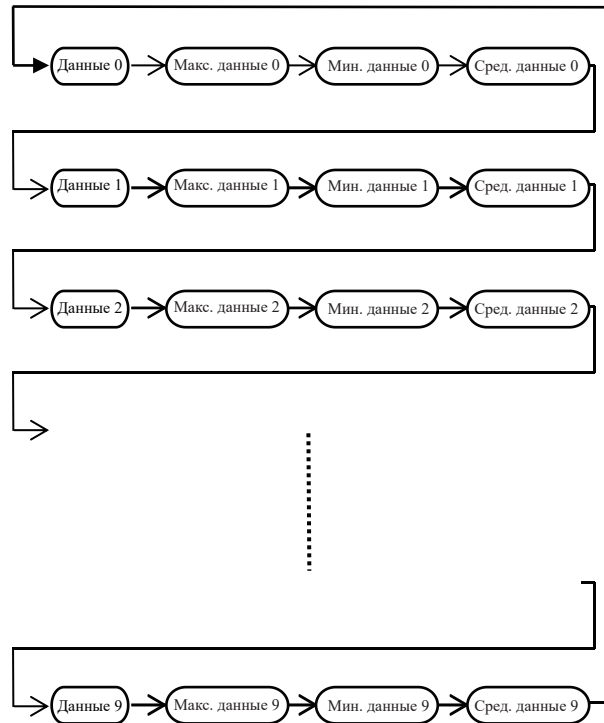 Данные 0 Макс. данные 0 Мин. данные 0 Сред. данные 0
Данные 1 Макс. данные 1 Мин. данные 1 Сред. данные 1
Данные 2 Макс. данные 2 Мин. данные 2 Сред. данные 2
Данные 9 Макс. данные 9 Мин. данные 9 Сред. данные 9